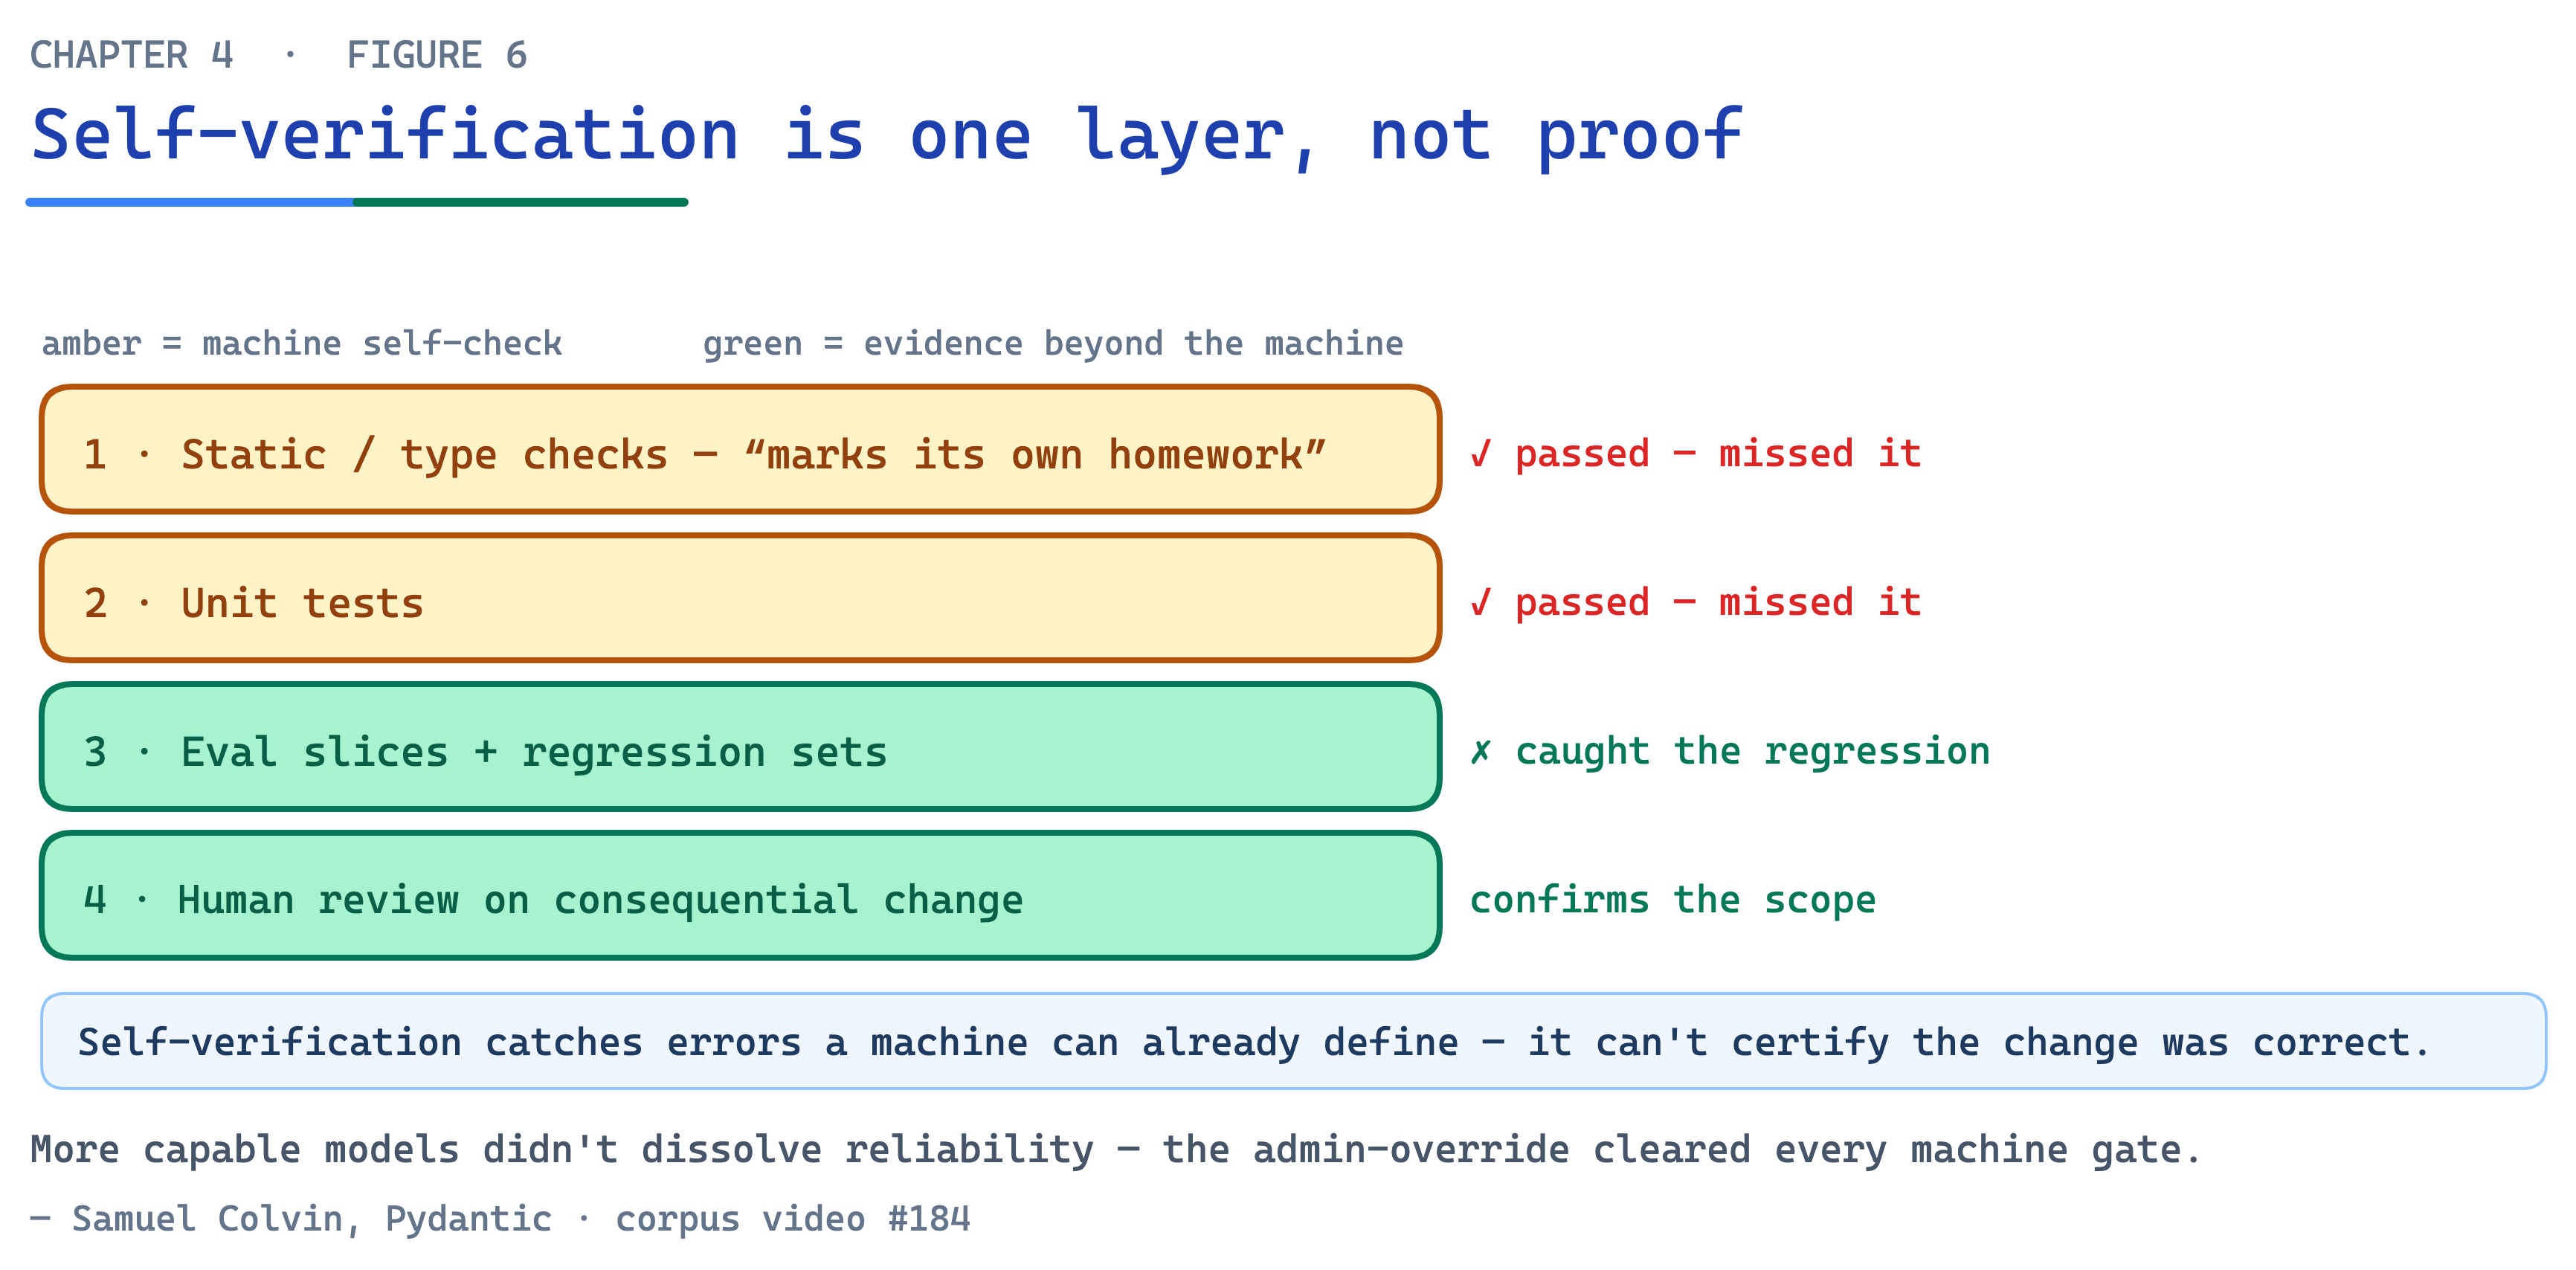 CHAPTER 4 · FIGURE 6
Self-verification is one layer, not proof
amber = machine self-check green = evidence beyond the machine
1 · Static / type checks — “marks its own homework” ✓ passed — missed it
2 · Unit tests ✓ passed — missed it
3 · Eval slices + regression sets ✗ caught the regression
4 · Human review on consequential change confirms the scope
Self-verification catches errors a machine can already define — it can't certify the change was correct.
More capable models didn't dissolve reliability — the admin-override cleared every machine gate.
— Samuel Colvin, Pydantic · corpus video #184